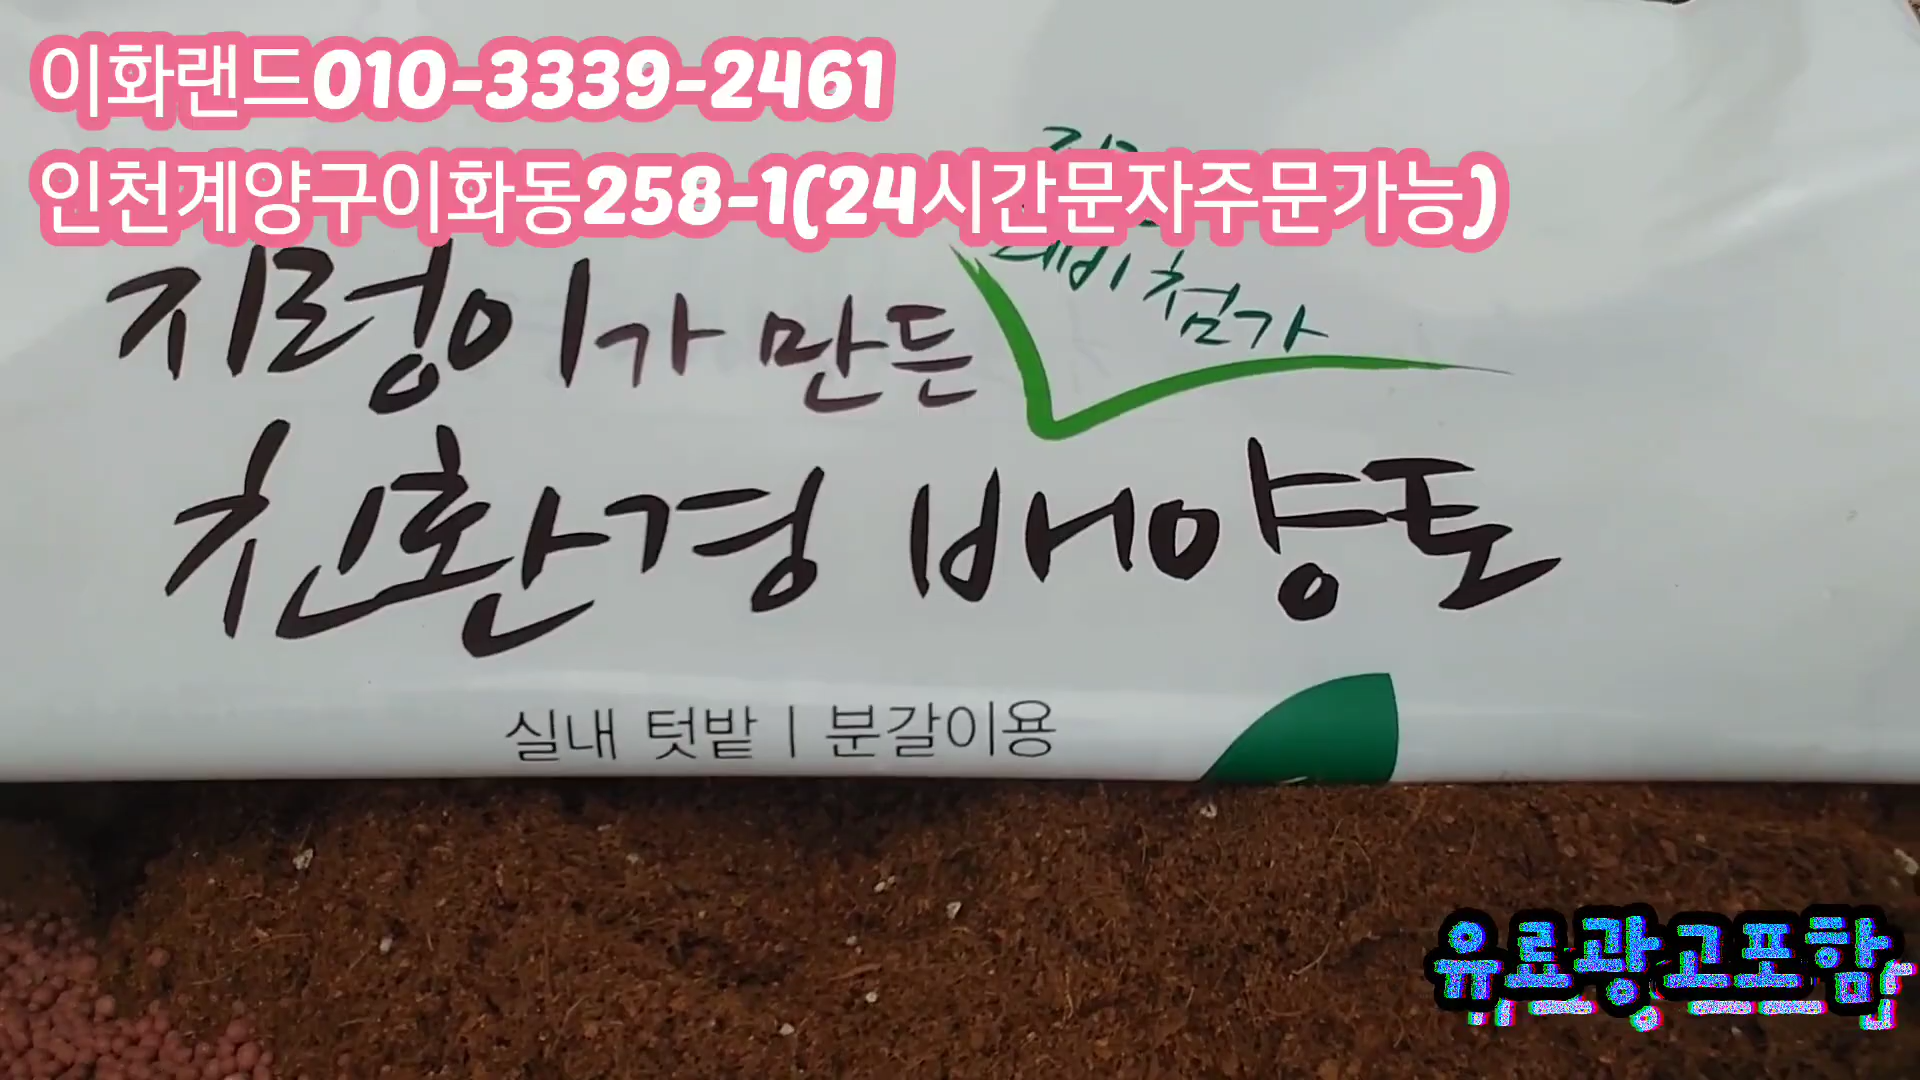 이화랜드010-3339-2461
인천계양구이화동258-1(24시간문자주문가능)
첨가
지렁이가 만든
친환경 배양토
실내 텃밭 | 분갈이용
유료광고포함